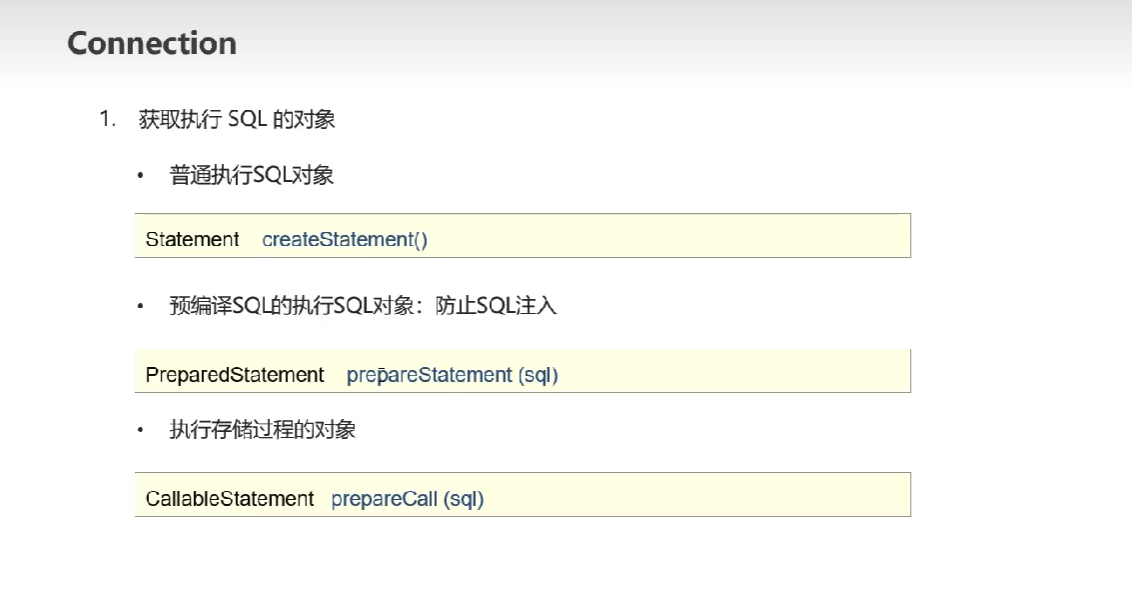 Connection
1. 获取执行 SQL 的对象
• 普通执行SQL对象
Statement createStatement()
• 预编译SQL的执行SQL对象：防止SQL注入
PreparedStatement prepareStatement (sql)
• 执行存储过程的对象
CallableStatement prepareCall (sql)